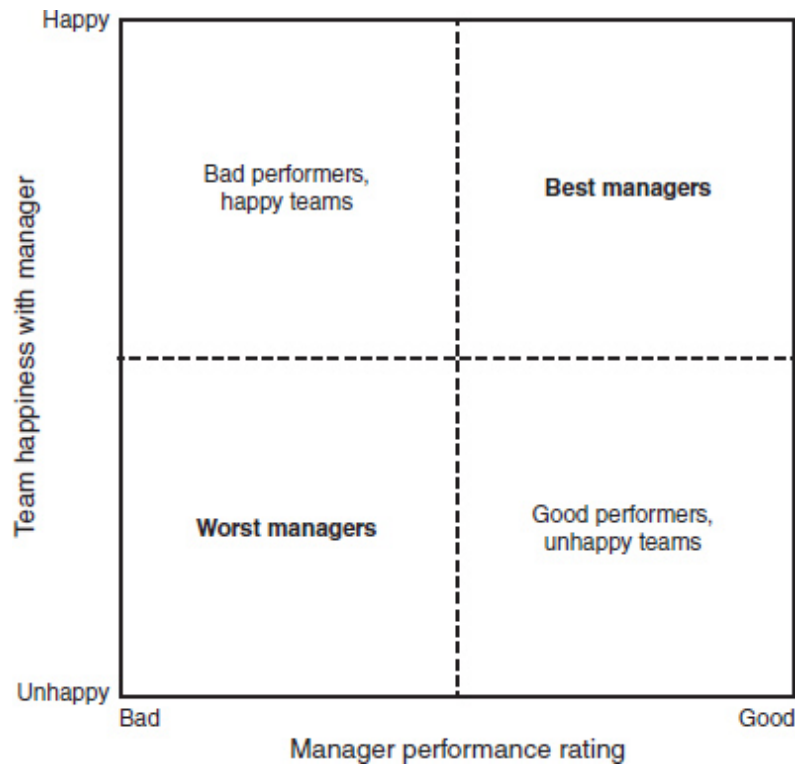 Happy
Team happiness with manager
Bad performers,
happy teams
Best managers
Worst managers
Good performers,
unhappy teams
Unhappy
Bad
Good
Manager performance rating